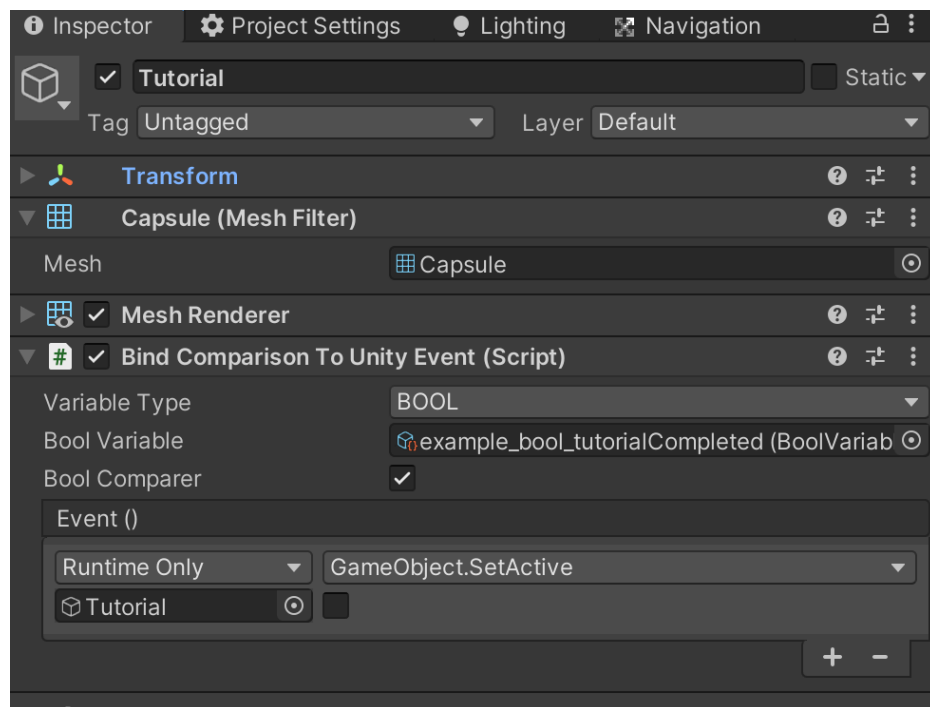 Inspector Project Settings Lighting Navigation
Tutorial Static
Tag Untagged Layer Default
Transform
Capsule (Mesh Filter)
Mesh Capsule
Mesh Renderer
# Bind Comparison To Unity Event (Script)
Variable Type BOOL
Bool Variable example_bool_tutorialCompleted (BoolVariab
Bool Comparer
Event ()
Runtime Only GameObject.SetActive
Tutorial